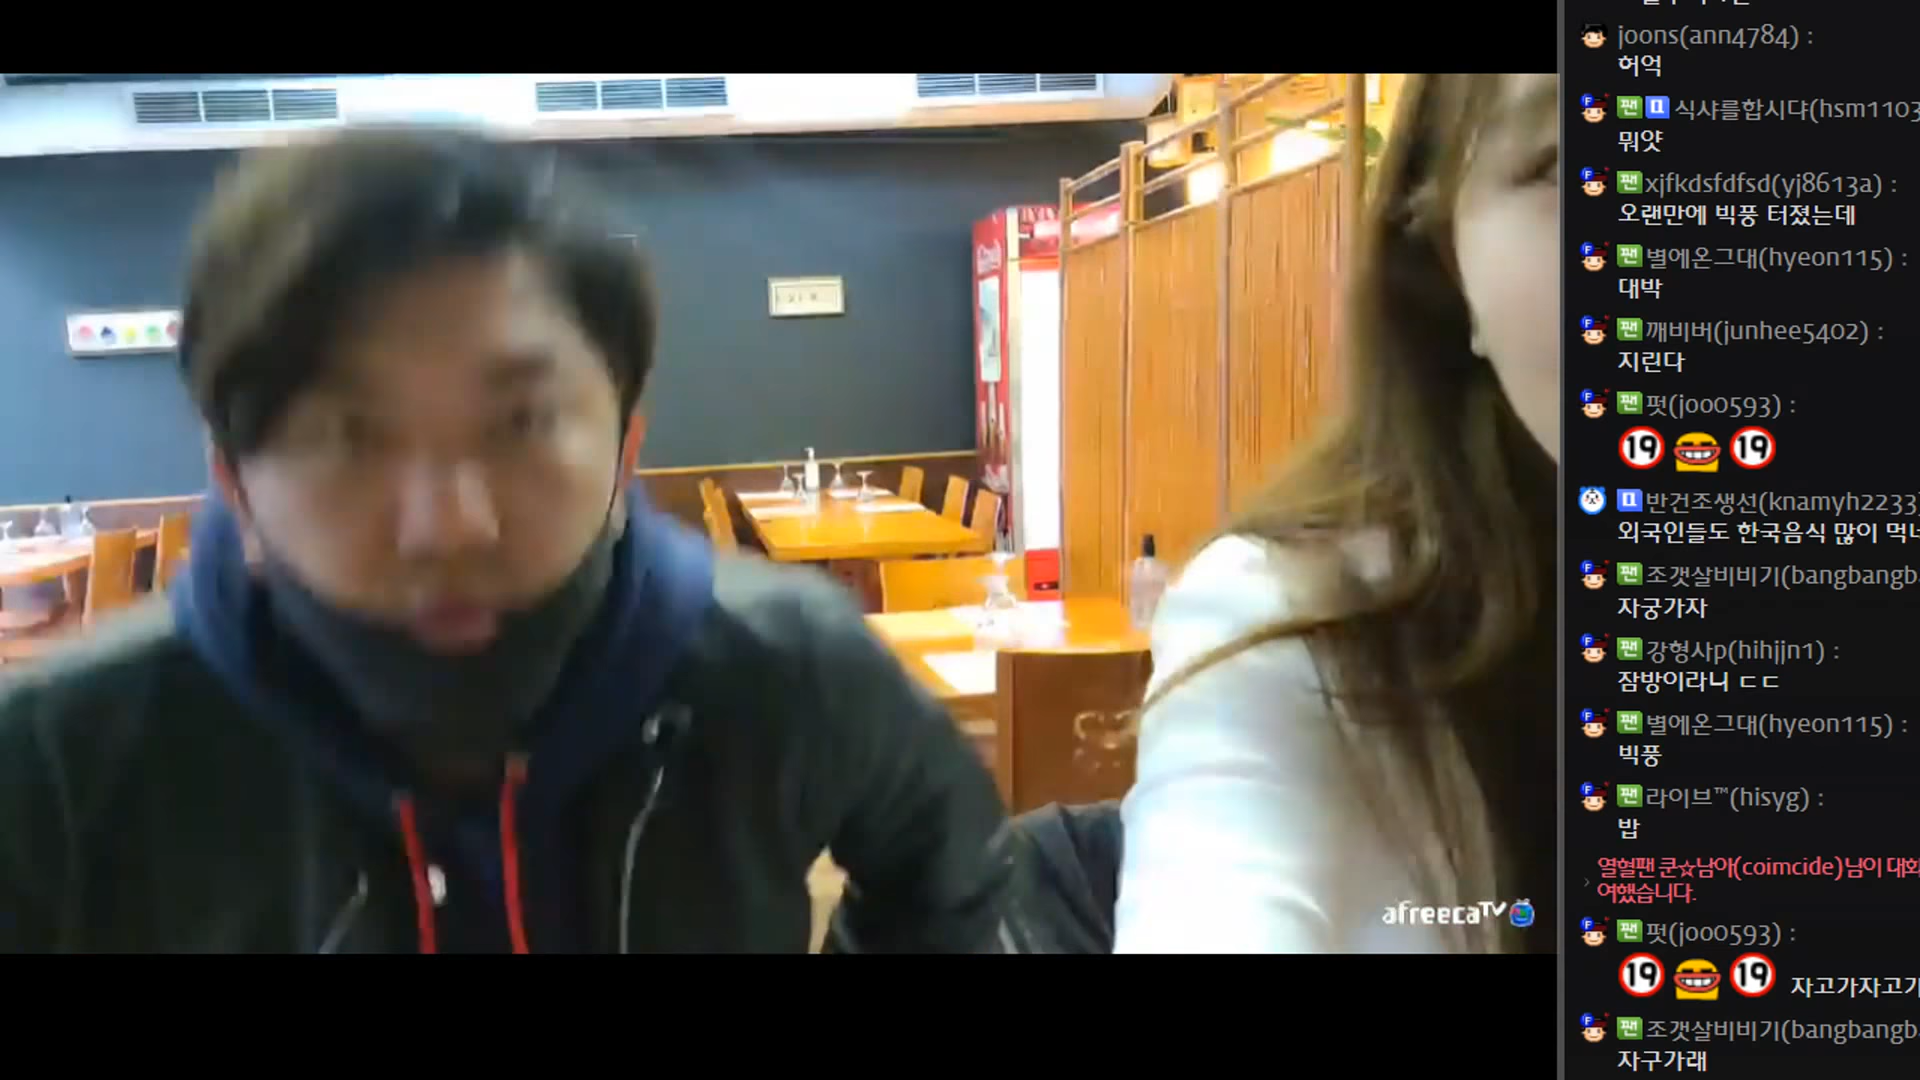 joons(ann4784) :
허억
팬 식샤를합시댜(hsm1103
뭐얏
팬 xjfkdsfdfsd(yj8613a) :
오랜만에 빅풍 터졌는데
팬 별에온그대(hyeon115) :
대박
팬 깨비버(junhee5402) :
지린다
팬 펏(joo0593) :
19 19
반건조생선(knamyh2233)
외국인들도 한국음식 많이 먹네
팬 조갯살비비기(bangbangb
자궁가자
팬 강형사p(hihjjn1) :
잠방이라니 ㄷㄷ
팬 별에온그대(hyeon115) :
빅풍
팬 라이브™(hisyg) :
밥
열혈팬 쿤☆남아(coimcide)님이 대화
여했습니다.
팬 펏(joo0593) :
19 19 자고가자고가
팬 조갯살비비기(bangbangb
자구가래
afreecaTV